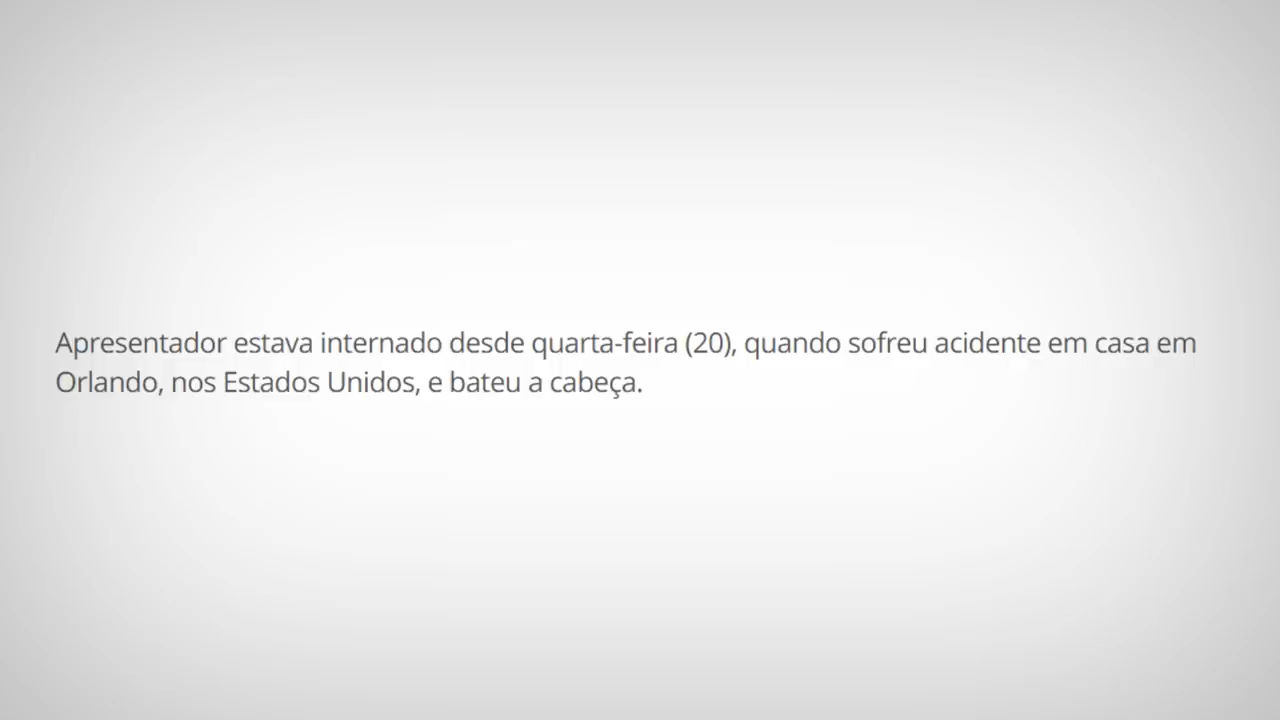 Apresentador estava internado desde quarta-feira (20), quando sofreu acidente em casa em
Orlando, nos Estados Unidos, e bateu a cabeça.